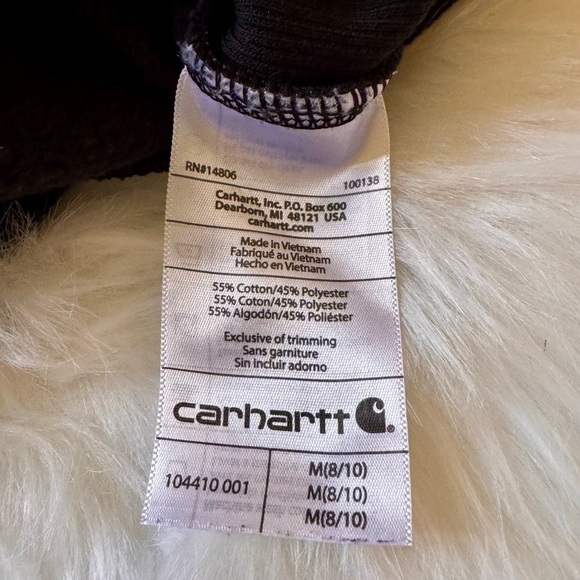 RN#14806 100138
Carhartt, Inc. P.O. Box 600
Dearborn, MI 48121 USA
carhartt.com
Made in Vietnam
Fabriqué au Vietnam
Hecho en Vietnam
55% Cotton/45% Polyester
55% Coton/45% Polyester
55% Algodón/45% Poliéster
Exclusive of trimming
Sans garniture
Sin incluir adorno
carhartt
104410 001
M(8/10)
M(8/10)
M(8/10)